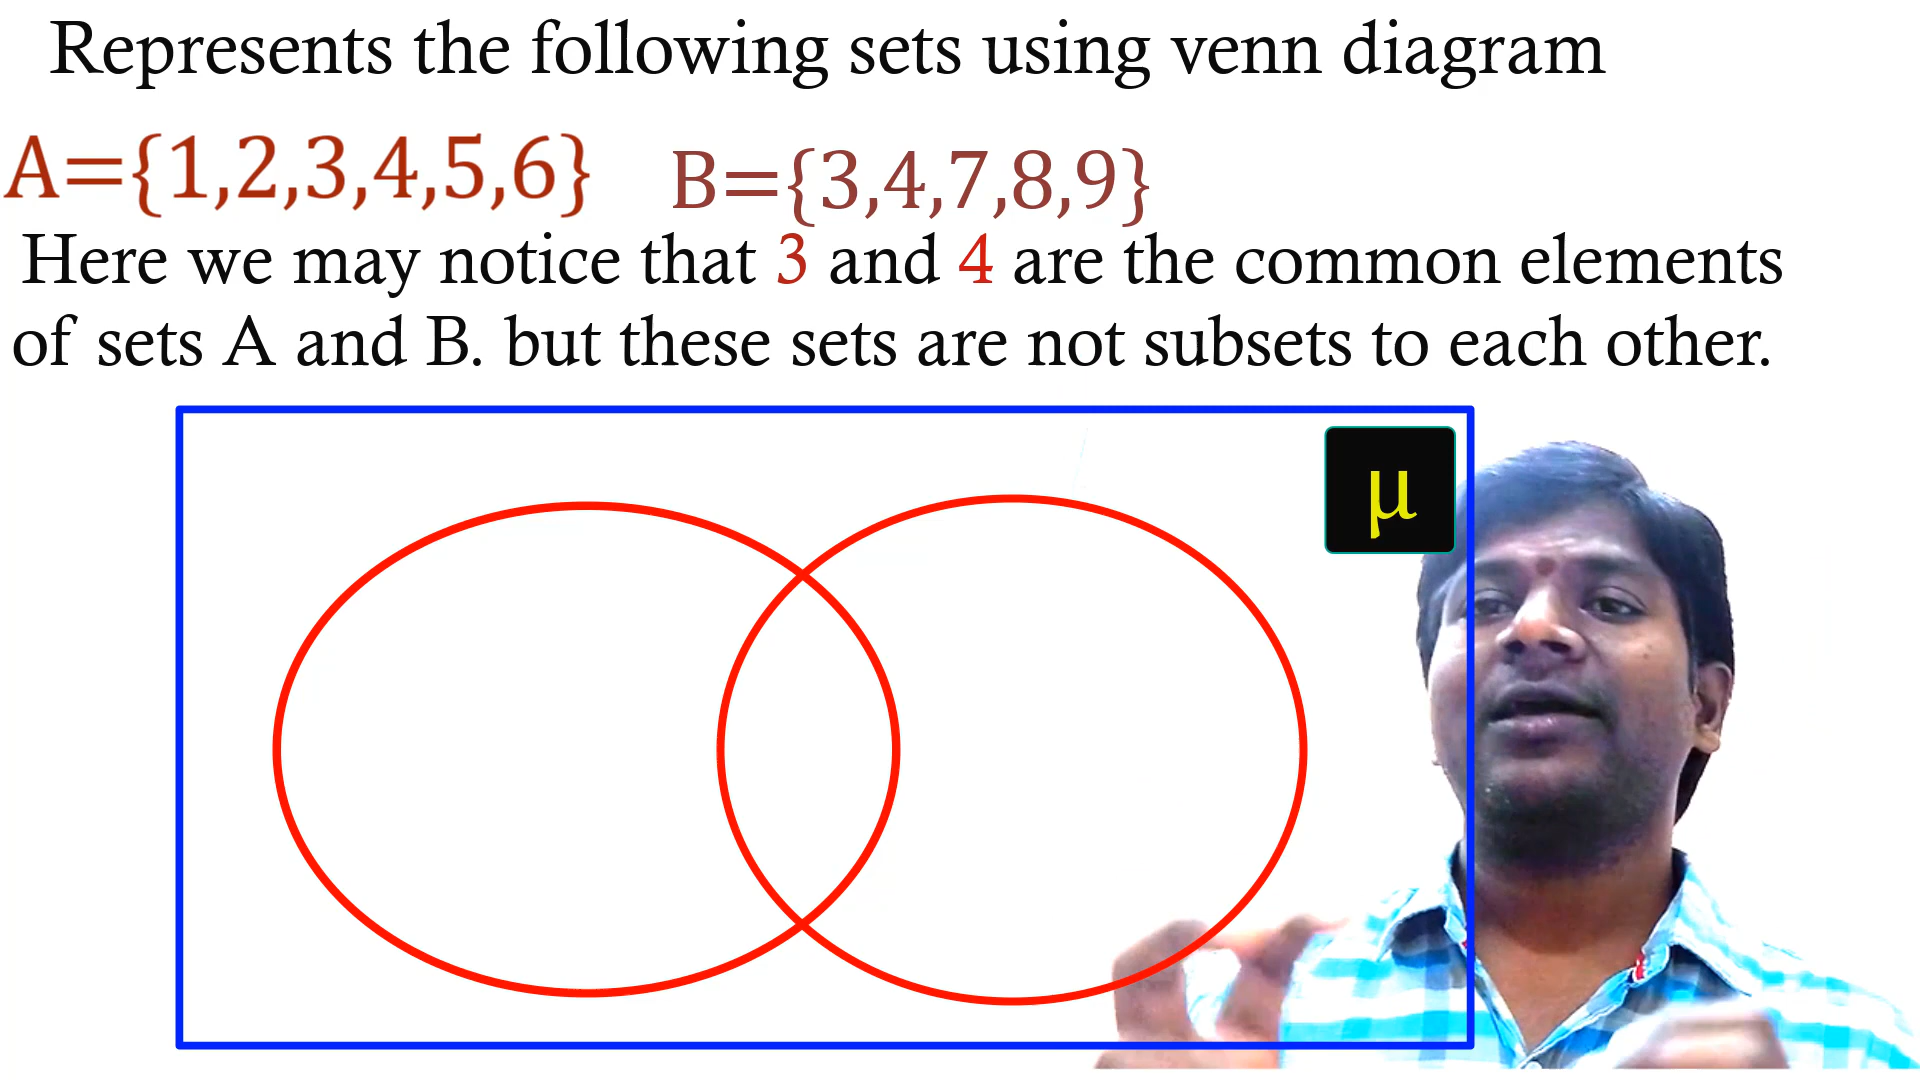 Represents the following sets using venn diagram
A={1,2,3,4,5,6} B={3,4,7,8,9}
Here we may notice that 3 and 4 are the common elements
of sets A and B. but these sets are not subsets to each other.
μ